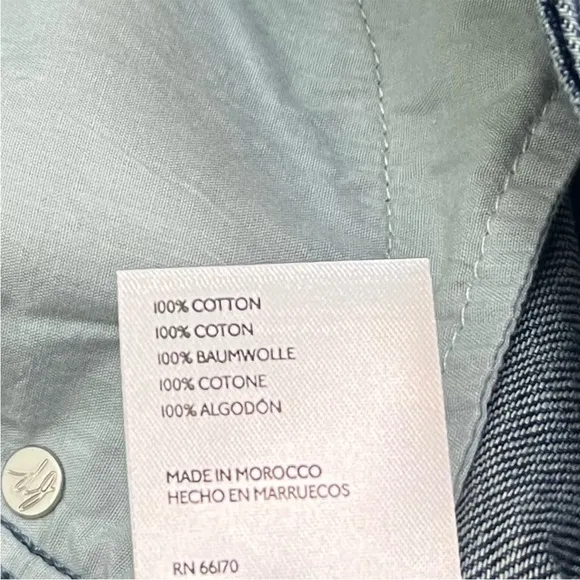 100% COTTON
100% COTON
100% BAUMWOLLE
100% COTONE
100% ALGODÓN
MADE IN MOROCCO
HECHO EN MARRUECOS
RN 66170